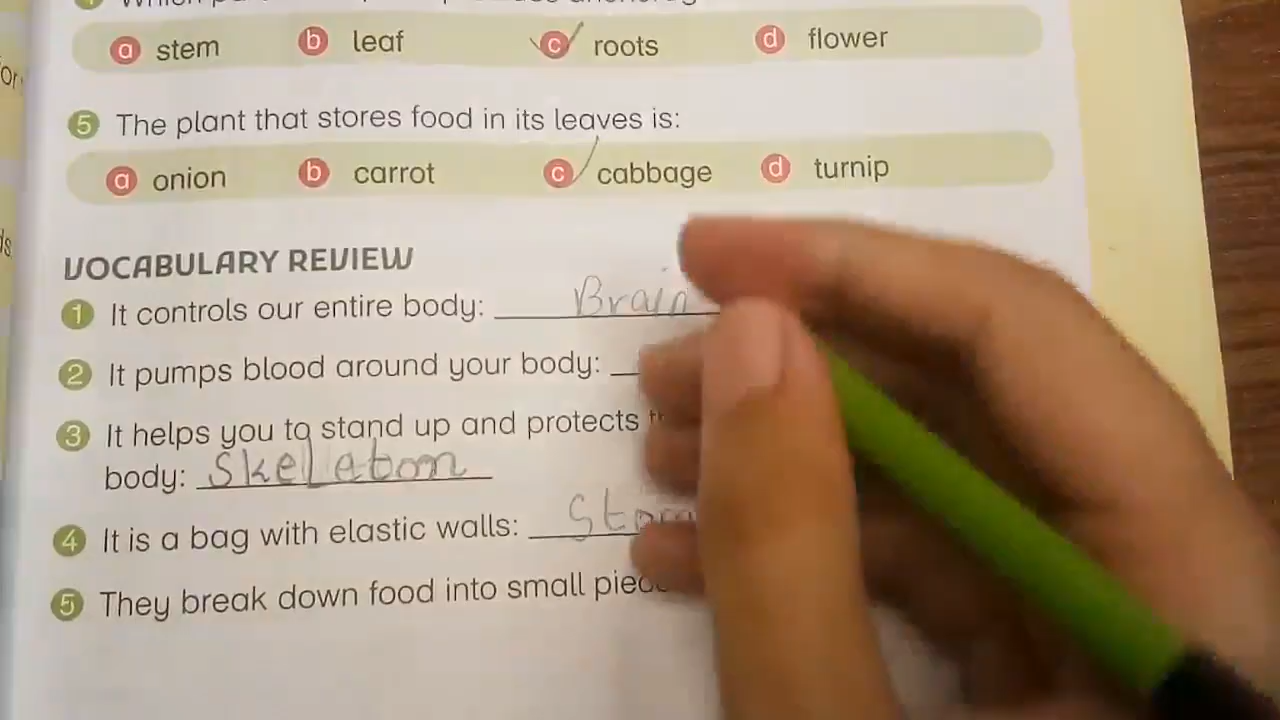 a stem b leaf c roots d flower
5 The plant that stores food in its leaves is:
a onion b carrot c cabbage d turnip
VOCABULARY REVIEW
1 It controls our entire body: Brain
2 It pumps blood around your body:
3 It helps you to stand up and protects
body: Skeleton
4 It is a bag with elastic walls:
5 They break down food into small